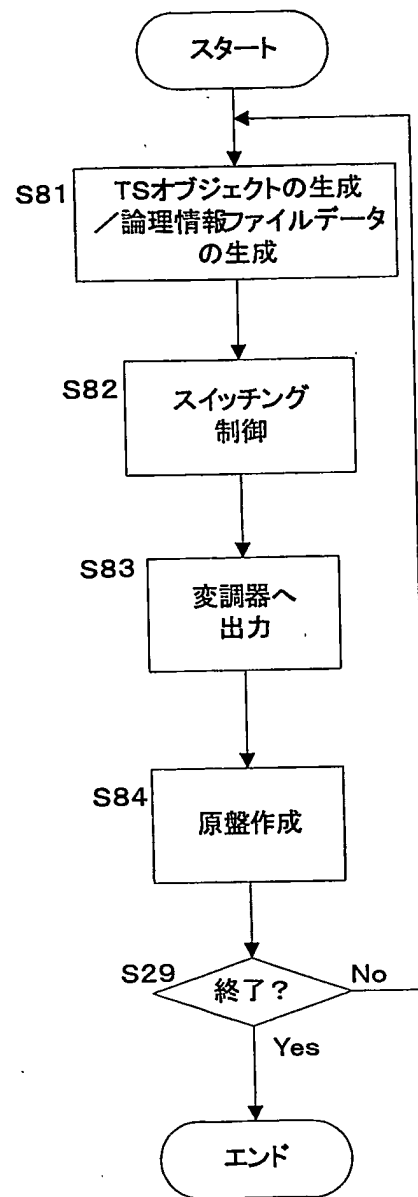 スタート
S81
TSオブジェクトの生成
／論理情報ファイルデータ
の生成
S82
スイッチング
制御
S83
変調器へ
出力
S84
原盤作成
S29
終了？
No
Yes
エンド